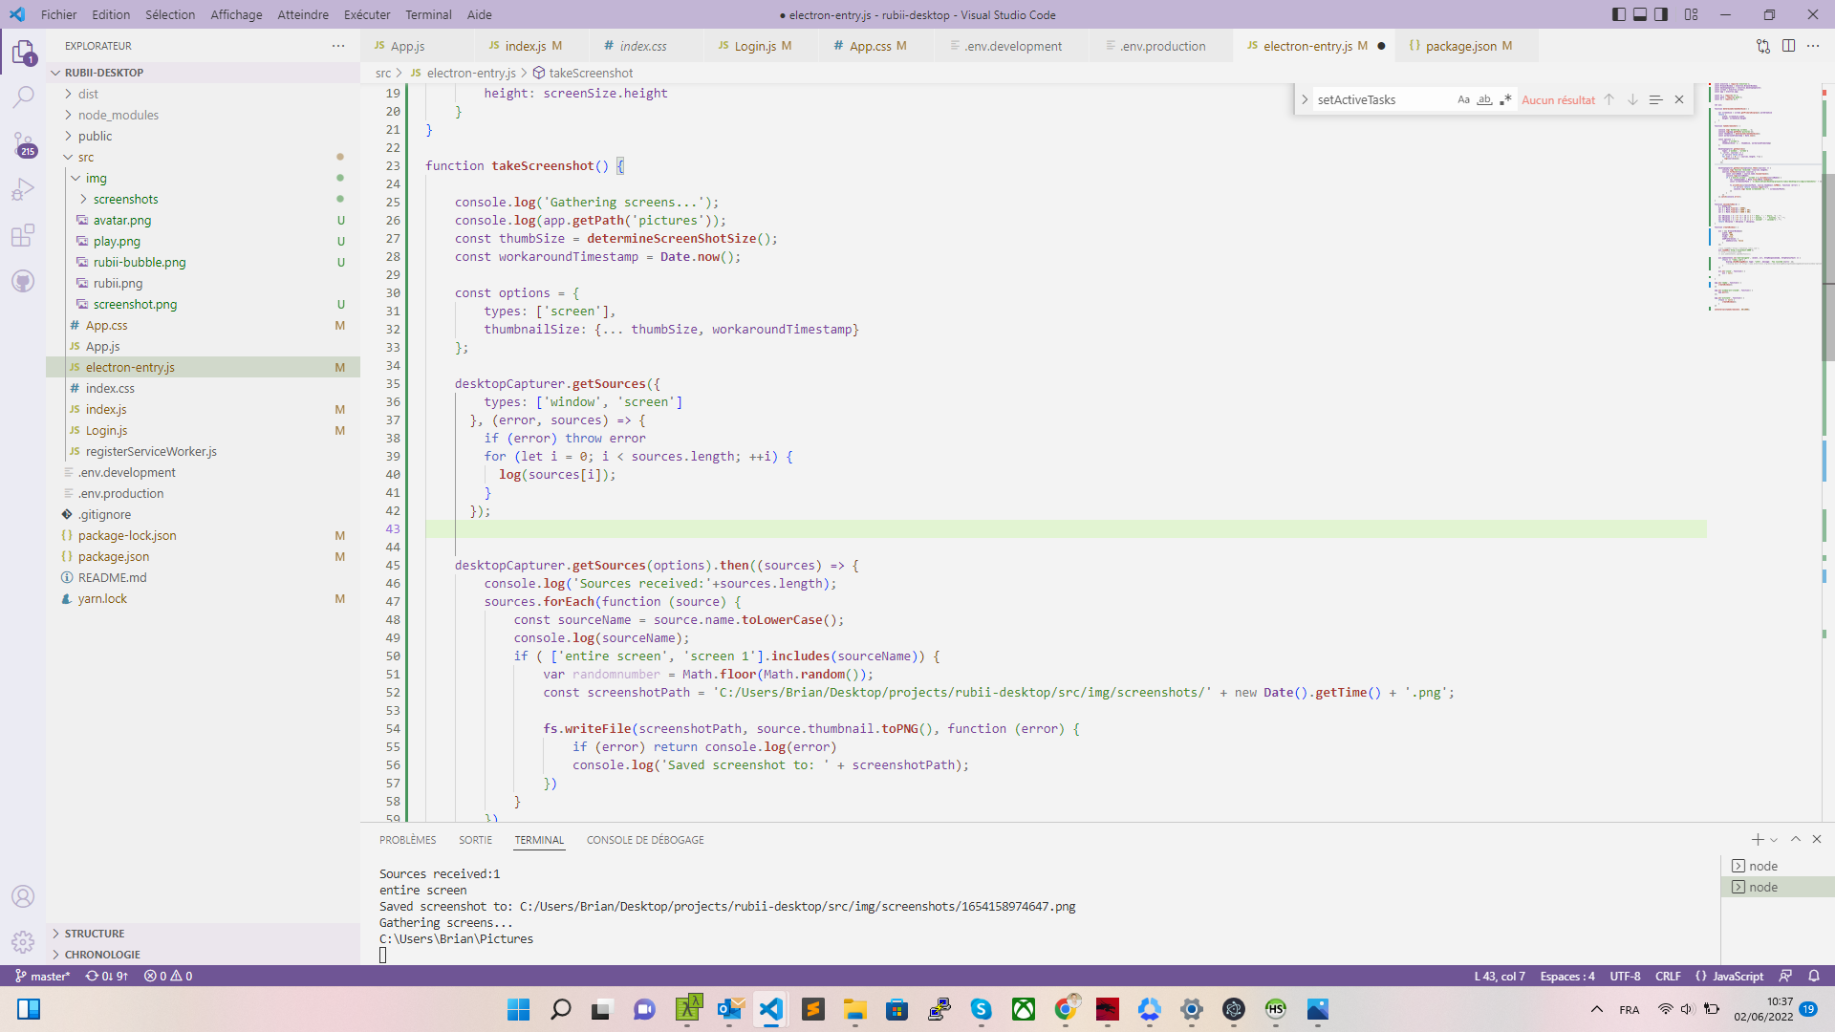 Fichier Edition Sélection Affichage Atteindre Exécuter Terminal Aide
● electron-entry.js - rubii-desktop - Visual Studio Code
EXPLORATEUR
JS App.js
JS index.js M
# index.css
JS Login.js M
# App.css M
.env.development
.env.production
JS electron-entry.js M ●
{} package.json M
src > JS electron-entry.js > takeScreenshot
setActiveTasks Aa ab Aucun résultat
1
215
RUBII-DESKTOP
dist
node_modules
public
src
img
screenshots
avatar.png U
play.png U
rubii-bubble.png U
rubii.png
screenshot.png U
# App.css M
JS App.js
JS electron-entry.js M
# index.css
JS index.js M
JS Login.js M
JS registerServiceWorker.js
.env.development
.env.production
.gitignore
{} package-lock.json M
{} package.json M
README.md
yarn.lock M
STRUCTURE
CHRONOLOGIE
19 height: screenSize.height
20 }
21 }
22
23 function takeScreenshot() {
24
25 console.log('Gathering screens...');
26 console.log(app.getPath('pictures'));
27 const thumbSize = determineScreenShotSize();
28 const workaroundTimestamp = Date.now();
29
30 const options = {
31 types: ['screen'],
32 thumbnailSize: {... thumbSize, workaroundTimestamp}
33 };
34
35 desktopCapturer.getSources({
36 types: ['window', 'screen']
37 }, (error, sources) => {
38 if (error) throw error
39 for (let i = 0; i < sources.length; ++i) {
40 log(sources[i]);
41 }
42 });
43
44
45 desktopCapturer.getSources(options).then((sources) => {
46 console.log('Sources received:'+sources.length);
47 sources.forEach(function (source) {
48 const sourceName = source.name.toLowerCase();
49 console.log(sourceName);
50 if ( ['entire screen', 'screen 1'].includes(sourceName)) {
51 var randomnumber = Math.floor(Math.random());
52 const screenshotPath = 'C:/Users/Brian/Desktop/projects/rubii-desktop/src/img/screenshots/' + new Date().getTime() + '.png';
53
54 fs.writeFile(screenshotPath, source.thumbnail.toPNG(), function (error) {
55 if (error) return console.log(error)
56 console.log('Saved screenshot to: ' + screenshotPath);
57 })
58 }
59 })
PROBLÈMES SORTIE TERMINAL CONSOLE DE DÉBOGAGE
Sources received:1
entire screen
Saved screenshot to: C:/Users/Brian/Desktop/projects/rubii-desktop/src/img/screenshots/1654158974647.png
Gathering screens...
C:\Users\Brian\Pictures
node
node
master* 0↓ 9↑ 0 0
L 43, col 7 Espaces : 4 UTF-8 CRLF {} JavaScript
FRA
10:37
02/06/2022
19